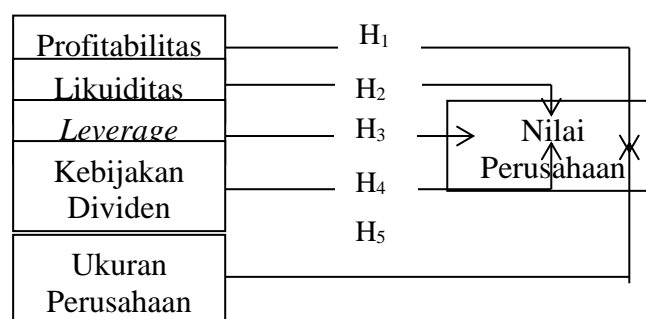 Profitabilitas
H₁
Likuiditas
H₂
Leverage
H₃
Nilai
Perusahaan
Kebijakan
Dividen
H₄
H₅
Ukuran
Perusahaan